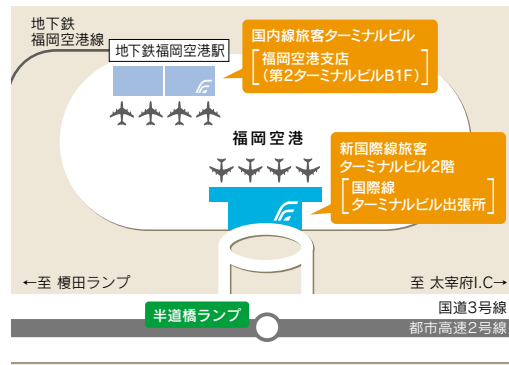 地下鉄
福岡空港線
地下鉄福岡空港駅
国内線旅客ターミナルビル
福岡空港支店
(第2ターミナルビルB1F)
福岡空港
新国際線旅客
ターミナルビル2階
国際線
ターミナルビル出張所
←至 榎田ランプ
至 太宰府I.C→
半道橋ランプ
国道3号線
都市高速2号線